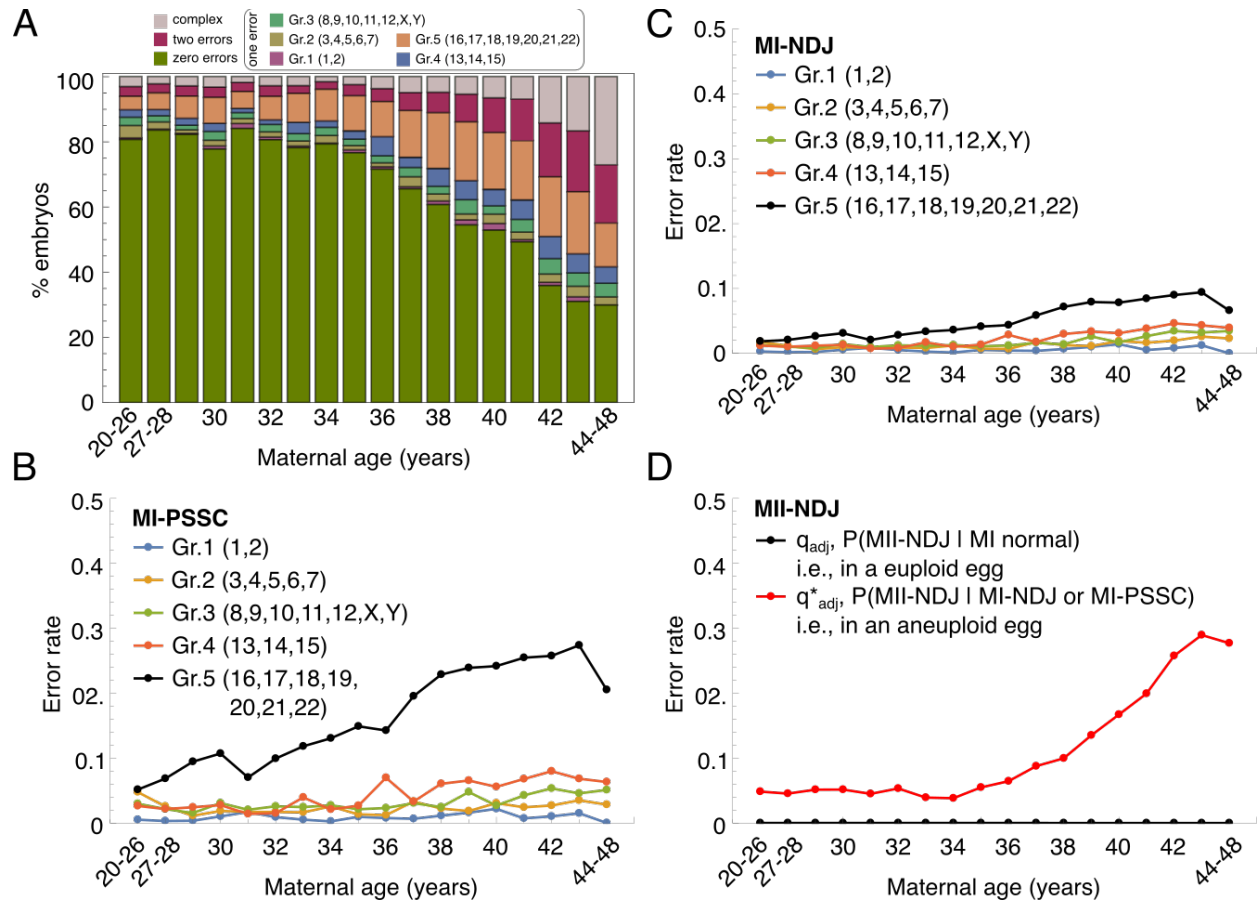 A
complex
two errors
zero errors
one error
Gr.3 (8,9,10,11,12,X,Y)
Gr.2 (3,4,5,6,7)
Gr.1 (1,2)
Gr.5 (16,17,18,19,20,21,22)
Gr.4 (13,14,15)
100
80
60
40
20
0
% embryos
20-26
27-28
30
32
34
36
38
40
42
44-48
Maternal age (years)
B
MI-PSSC
Gr.1 (1,2)
Gr.2 (3,4,5,6,7)
Gr.3 (8,9,10,11,12,X,Y)
Gr.4 (13,14,15)
Gr.5 (16,17,18,19,
20,21,22)
0.5
0.4
0.3
02.
0.1
0
Error rate
20-26
27-28
30
32
34
36
38
40
42
44-48
Maternal age (years)
C
MI-NDJ
Gr.1 (1,2)
Gr.2 (3,4,5,6,7)
Gr.3 (8,9,10,11,12,X,Y)
Gr.4 (13,14,15)
Gr.5 (16,17,18,19,20,21,22)
0.5
0.4
0.3
02.
0.1
0
Error rate
20-26
27-28
30
32
34
36
38
40
42
44-48
Maternal age (years)
D
MII-NDJ
qadj, P(MII-NDJ | MI normal)
i.e., in a euploid egg
q*adj, P(MII-NDJ | MI-NDJ or MI-PSSC)
i.e., in an aneuploid egg
0.5
0.4
0.3
02.
0.1
0
Error rate
20-26
27-28
30
32
34
36
38
40
42
44-48
Maternal age (years)